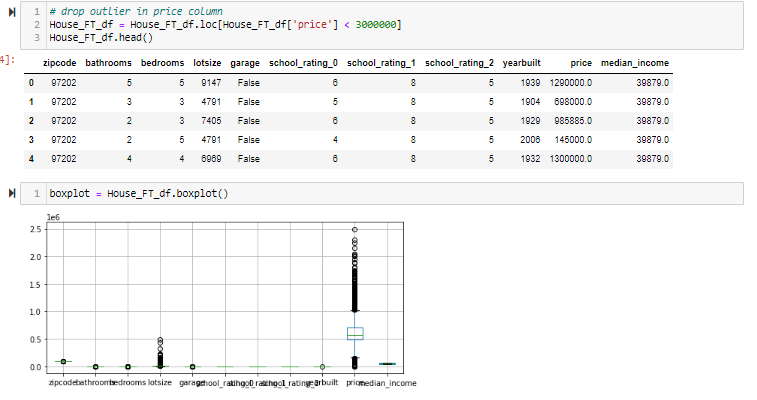 1 # drop outlier in price column
2 House_FT_df = House_FT_df.loc[House_FT_df['price'] < 3000000]
3 House_FT_df.head()
4]:
zipcode bathrooms bedrooms lotsize garage school_rating_0 school_rating_1 school_rating_2 yearbuilt price median_income
0 97202 5 5 9147 False 6 8 5 1939 1290000.0 39879.0
1 97202 3 3 4791 False 5 8 5 1904 698000.0 39879.0
2 97202 2 3 7405 False 6 8 5 1929 985885.0 39879.0
3 97202 2 5 4791 False 4 8 5 2006 145000.0 39879.0
4 97202 4 4 6969 False 6 8 5 1932 1300000.0 39879.0
1 boxplot = House_FT_df.boxplot()
1e6
2.5
2.0
1.5
1.0
0.5
0.0
zipcode bathrooms bedrooms lotsize garage school_rating_0 school_rating_1 school_rating_2 yearbuilt price median_income